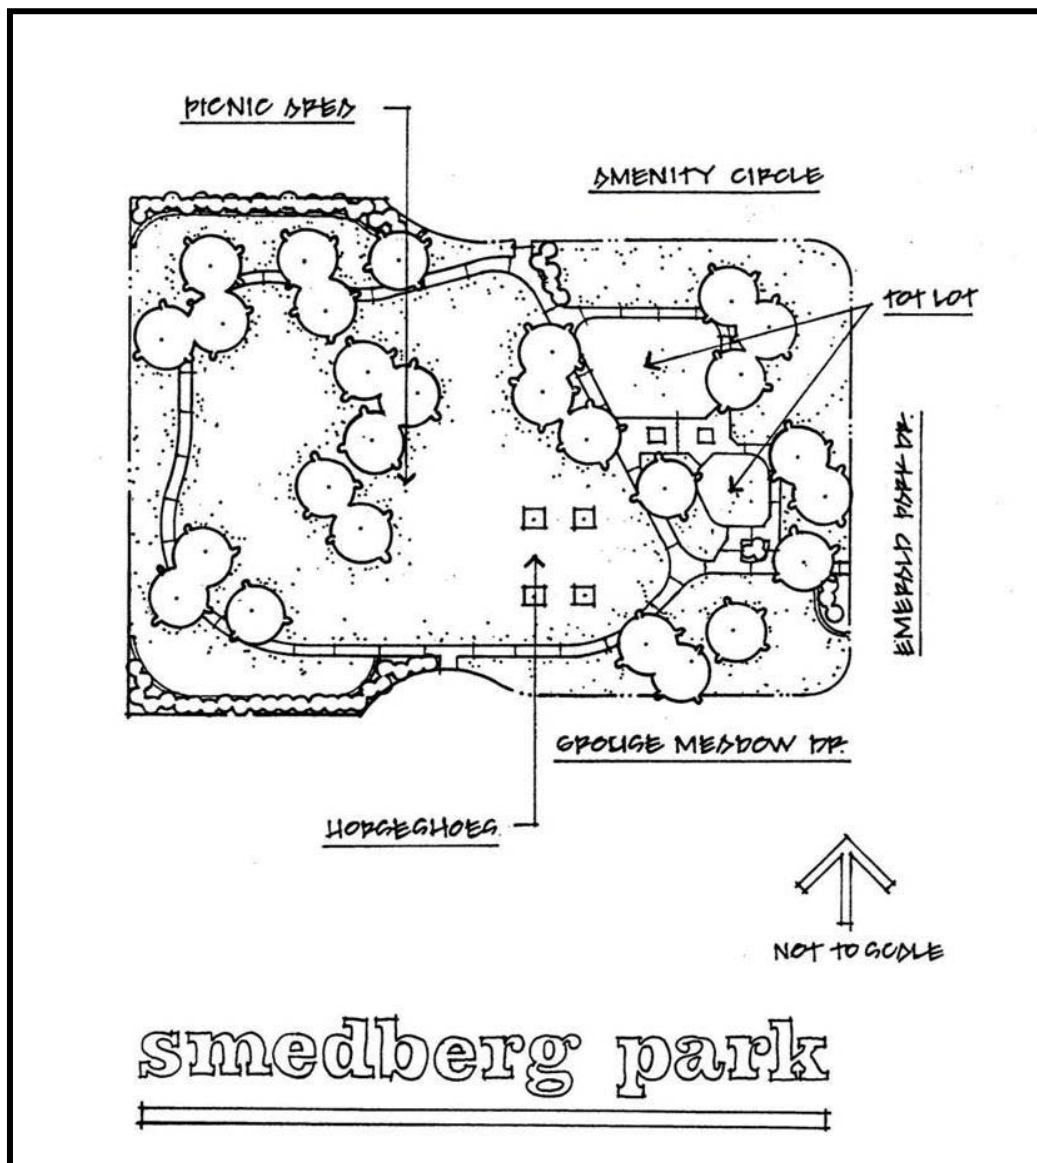 PICNIC AREA
AMENITY CIRCLE
TOT LOT
EMERALD PARK DR.
GROUSE MEADOW DR.
HORSESHOES
NOT TO SCALE
smedberg park